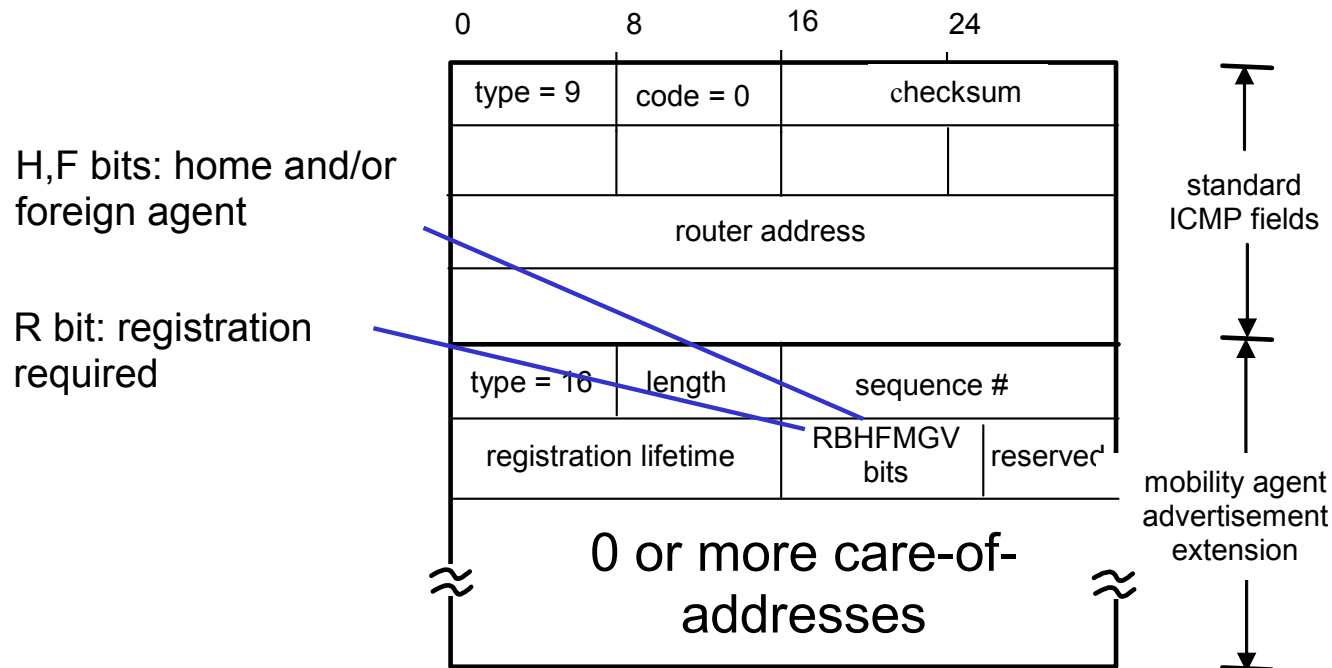 0 8 16 24
type = 9 code = 0 checksum
H,F bits: home and/or
foreign agent
standard
ICMP fields
router address
R bit: registration
required
type = 16 length sequence #
registration lifetime RBHFMGV
bits reserved
mobility agent
advertisement
extension
0 or more care-of-
addresses